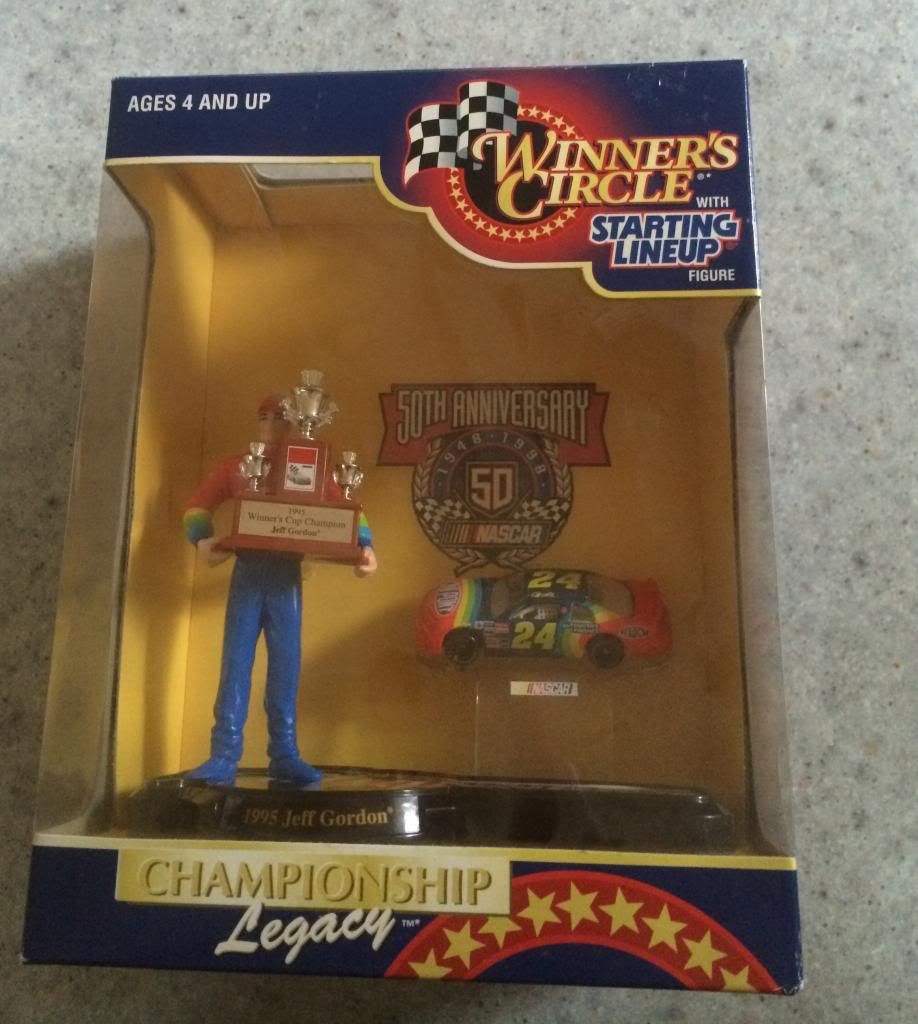 AGES 4 AND UP
WINNER'S
CIRCLE®*
WITH
STARTING
LINEUP®
FIGURE
50TH ANNIVERSARY
1948-1998
50
NASCAR
1995
Winner's Cup Champion
Jeff Gordon*
24
24
NASCAR
1995 Jeff Gordon*
CHAMPIONSHIP
Legacy™*